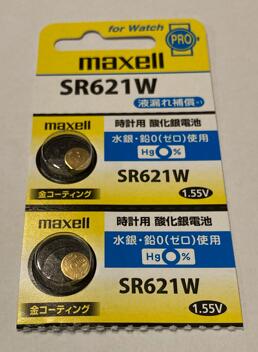 for Watch
PRO
maxell
SR621W
液漏れ補償
maxell
時計用 酸化銀電池
水銀・鉛0(ゼロ)使用
Hg 0%
SR621W
金コーティング
1.55V
maxell
時計用 酸化銀電池
水銀・鉛0(ゼロ)使用
Hg 0%
SR621W
金コーティング
1.55V